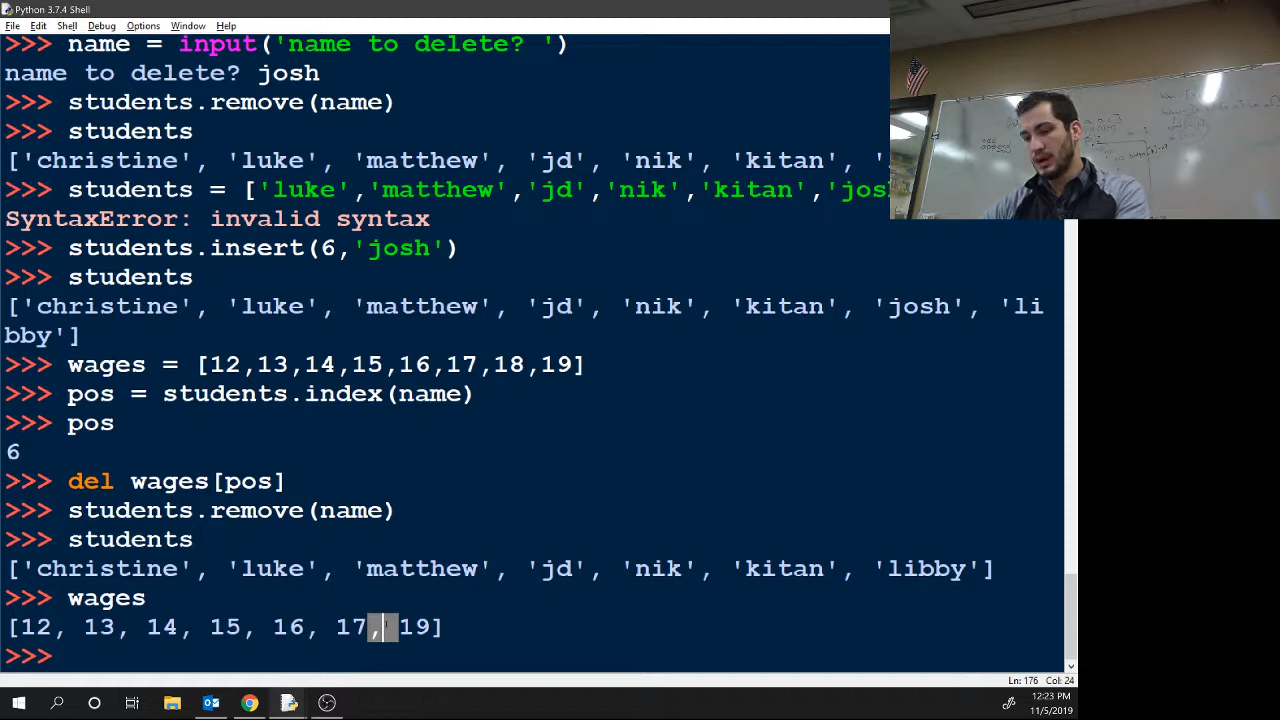 Python 3.7.4 Shell
File Edit Shell Debug Options Window Help
>>> name = input('name to delete? ')
name to delete? josh
>>> students.remove(name)
>>> students
['christine', 'luke', 'matthew', 'jd', 'nik', 'kitan', '
>>> students = ['luke','matthew','jd','nik','kitan','josh
SyntaxError: invalid syntax
>>> students.insert(6,'josh')
>>> students
['christine', 'luke', 'matthew', 'jd', 'nik', 'kitan', 'josh', 'li
bby']
>>> wages = [12,13,14,15,16,17,18,19]
>>> pos = students.index(name)
>>> pos
6
>>> del wages[pos]
>>> students.remove(name)
>>> students
['christine', 'luke', 'matthew', 'jd', 'nik', 'kitan', 'libby']
>>> wages
[12, 13, 14, 15, 16, 17, 19]
>>>
Ln: 176 Col: 24
12:23 PM
11/5/2019